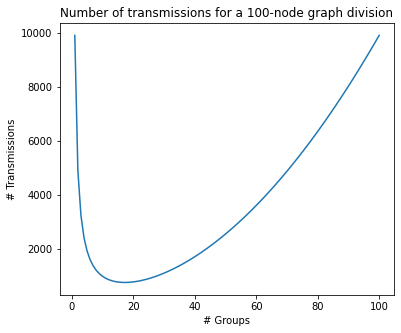 Number of transmissions for a 100-node graph division
10000
8000
6000
4000
2000
# Transmissions
0 20 40 60 80 100
# Groups